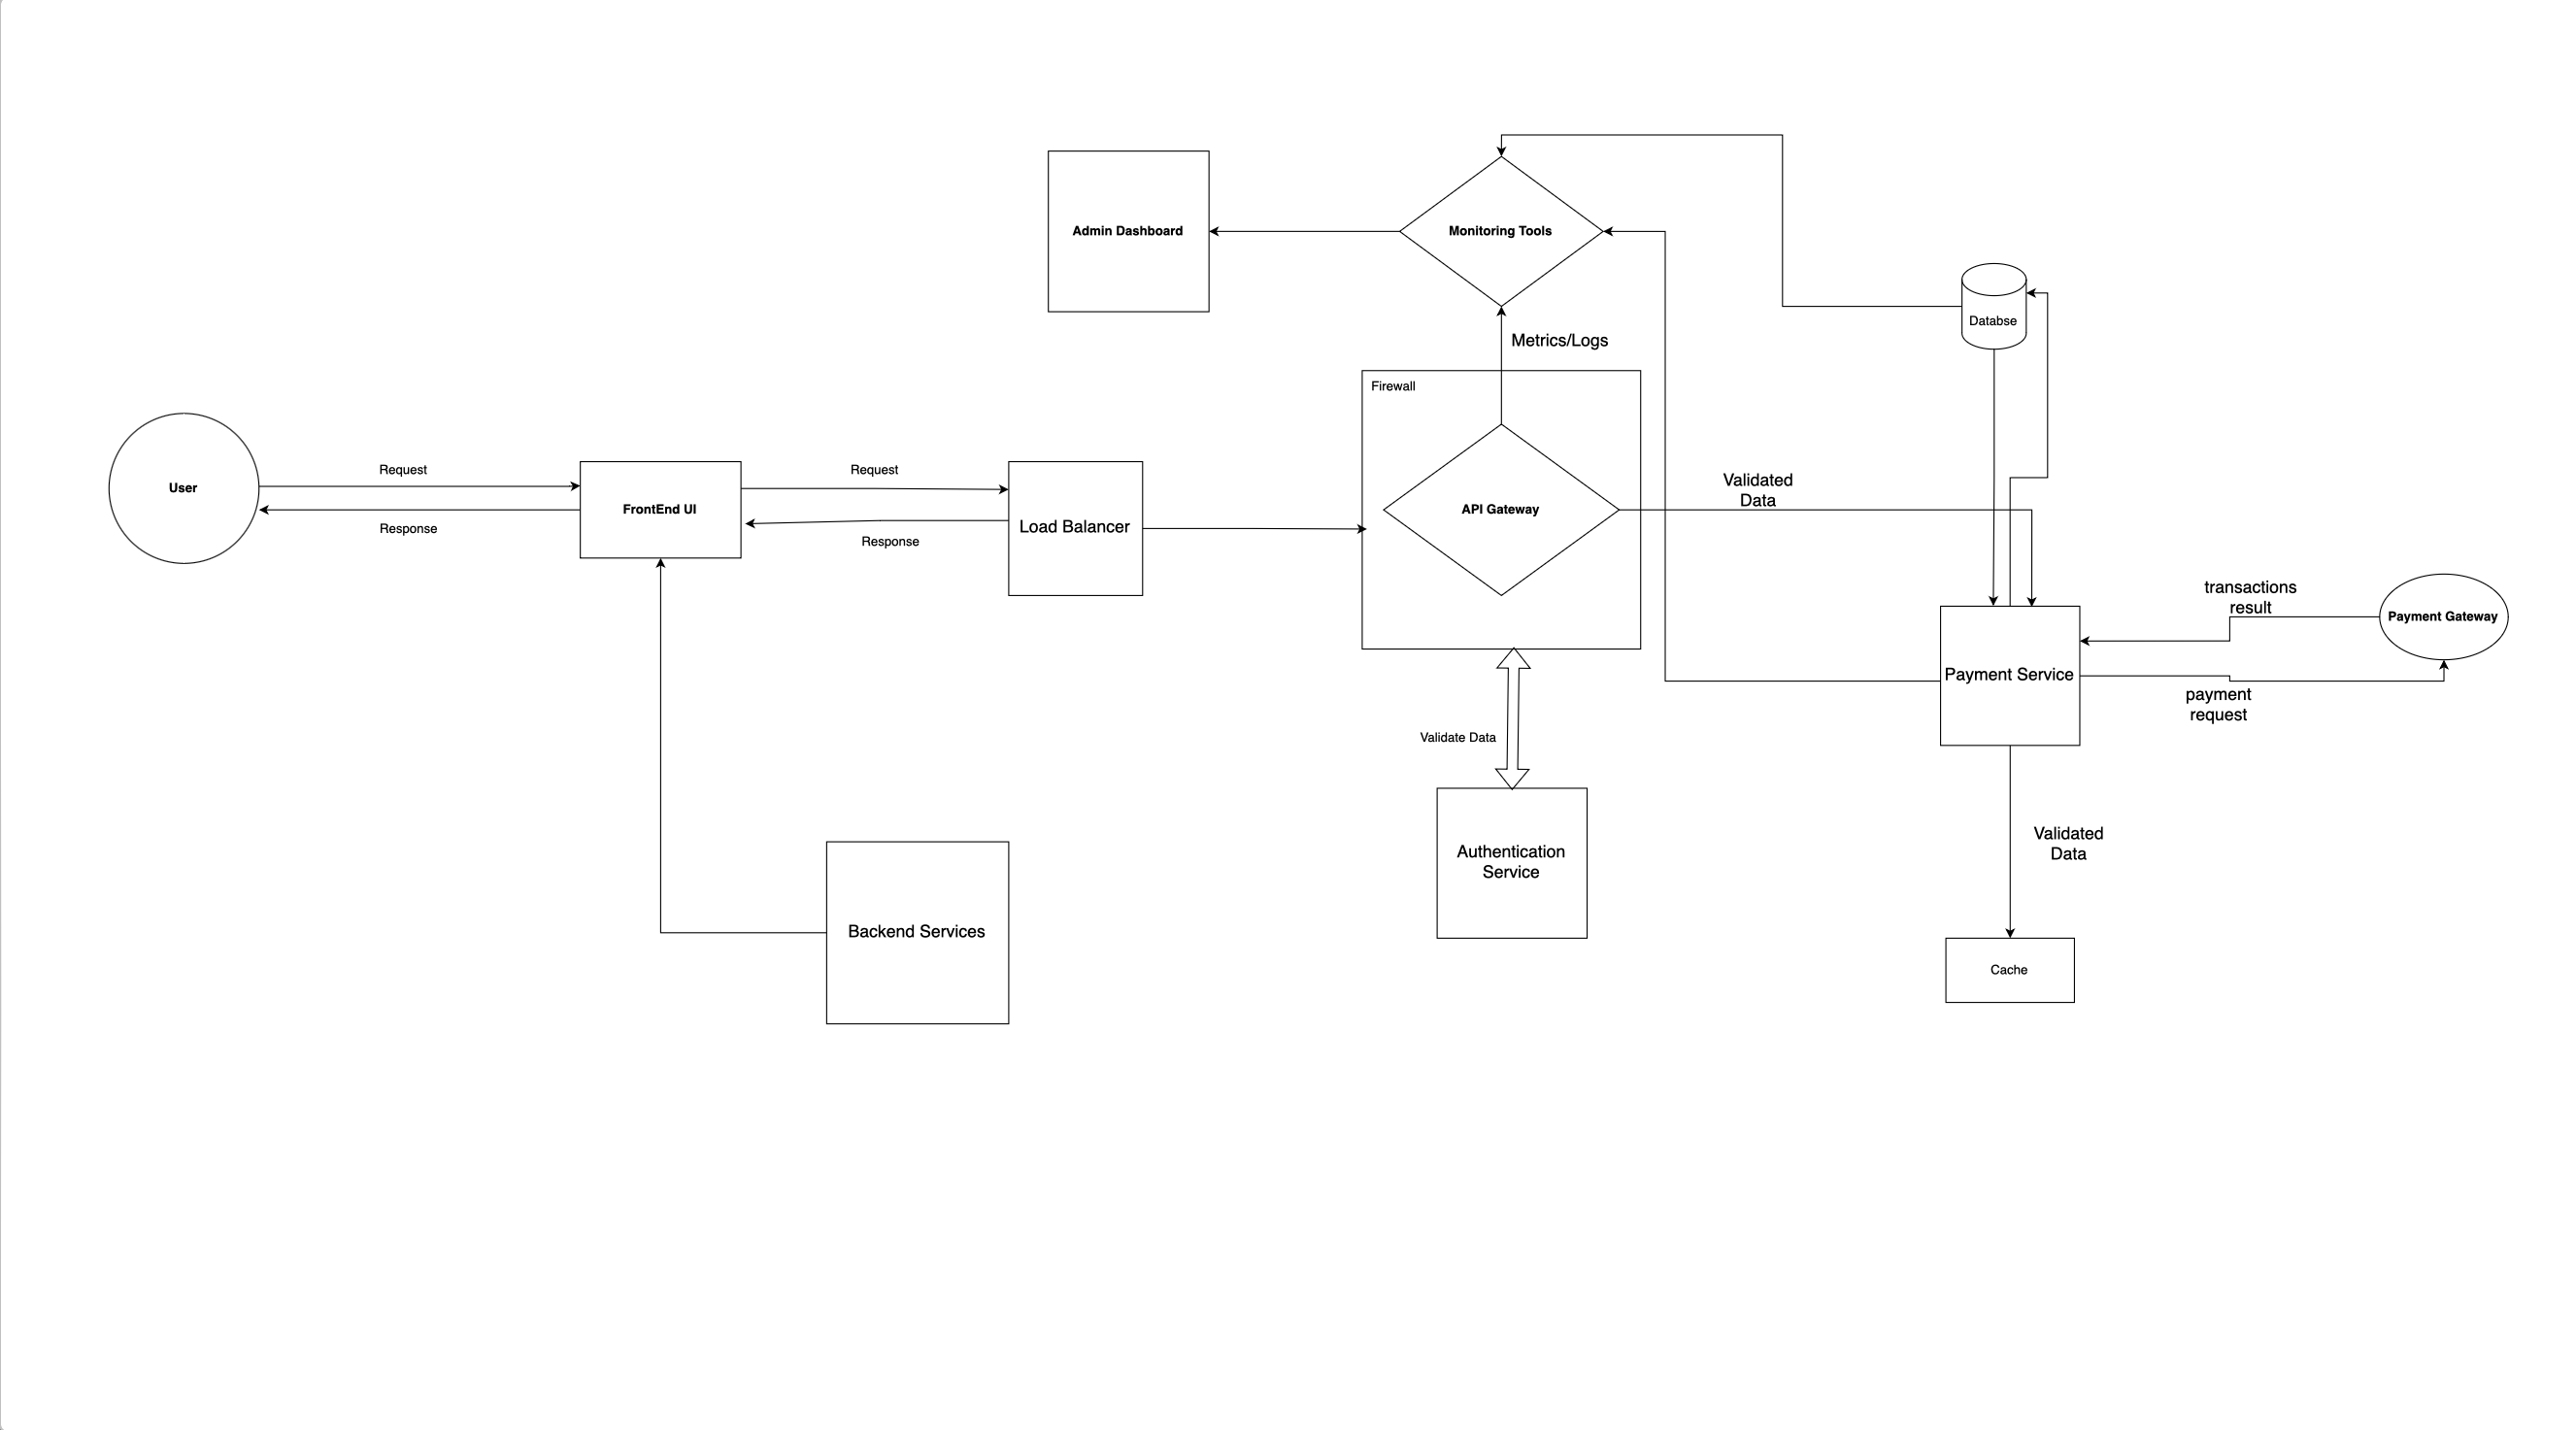 Admin Dashboard
Monitoring Tools
Databse
Metrics/Logs
Firewall
User
Request
Response
FrontEnd UI
Request
Response
Load Balancer
API Gateway
Validated
Data
transactions
result
Payment Gateway
Payment Service
payment
request
Validate Data
Authentication
Service
Validated
Data
Backend Services
Cache